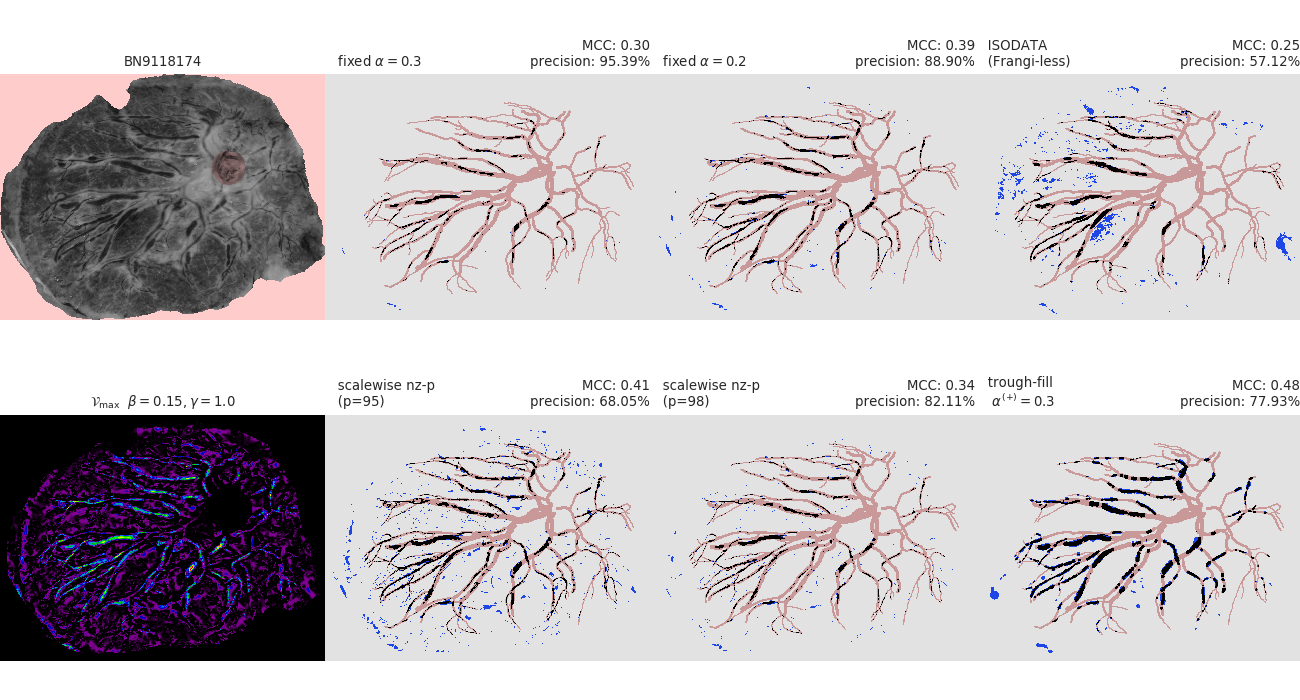 BN9118174
fixed α = 0.3
MCC: 0.30
precision: 95.39%
fixed α = 0.2
MCC: 0.39
precision: 88.90%
ISODATA
(Frangi-less)
MCC: 0.25
precision: 57.12%
𝒱max β = 0.15, γ = 1.0
scalewise nz-p
(p=95)
MCC: 0.41
precision: 68.05%
scalewise nz-p
(p=98)
MCC: 0.34
precision: 82.11%
trough-fill
α⁽⁺⁾ = 0.3
MCC: 0.48
precision: 77.93%